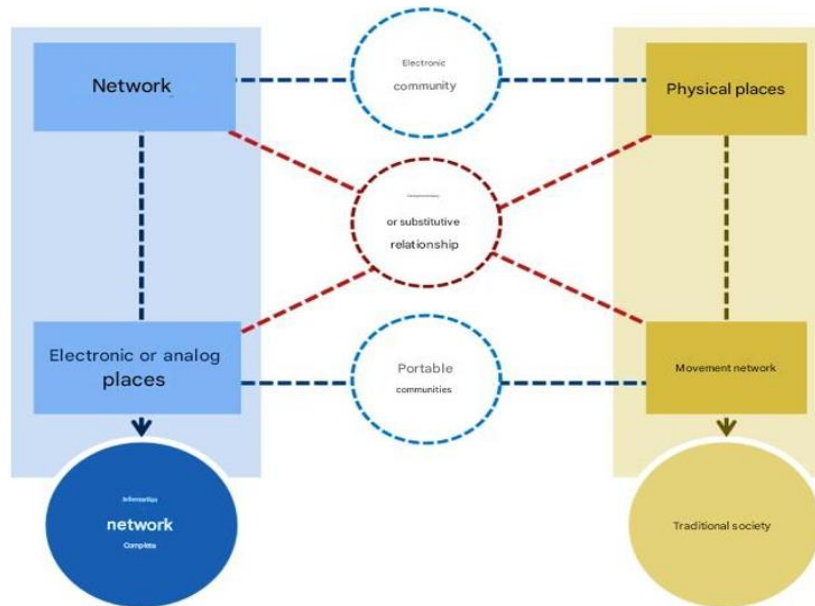 Network
Electronic
community
Physical places
or substitutive
relationship
Electronic or analog
places
Portable
communities
Movement network
Information
network
Complete
Traditional society